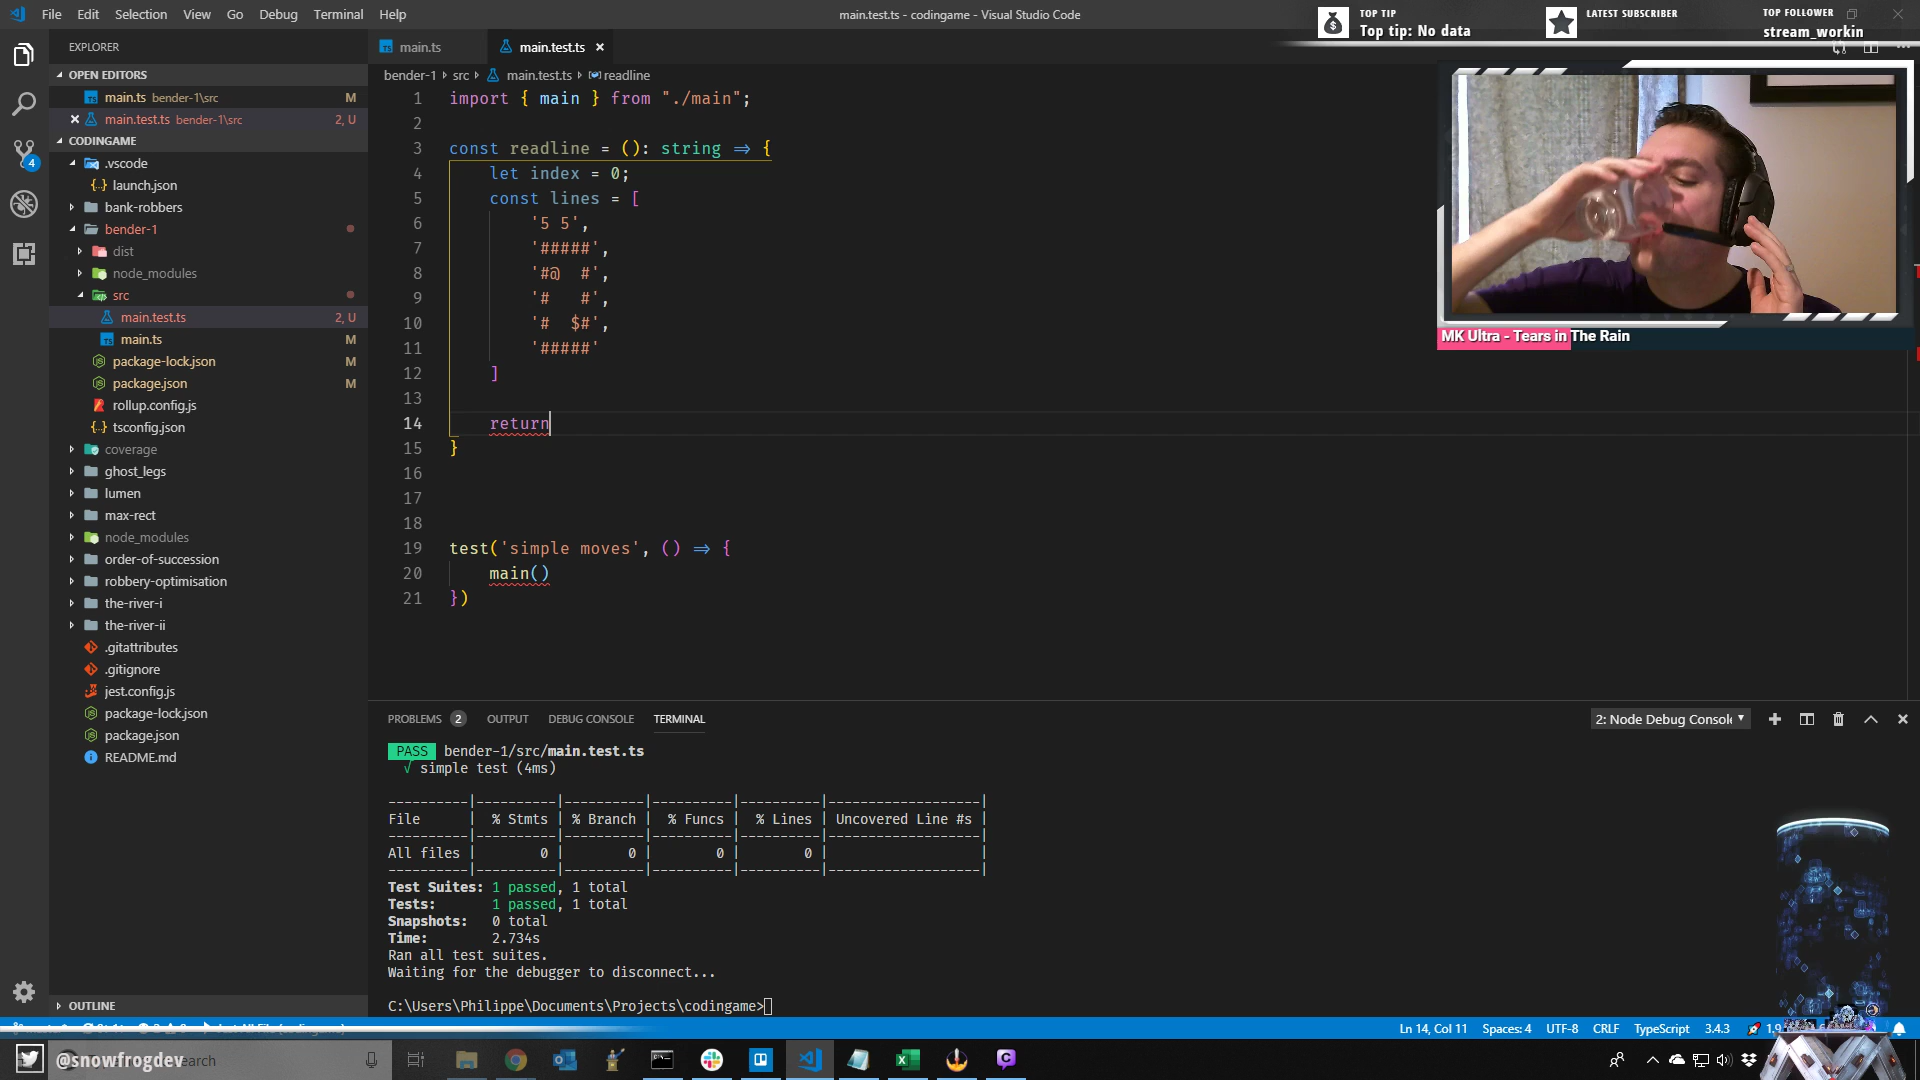 File Edit Selection View Go Debug Terminal Help
main.test.ts - codingame - Visual Studio Code
TOP TIP
Top tip: No data
LATEST SUBSCRIBER
TOP FOLLOWER
stream_workin
EXPLORER
OPEN EDITORS
main.ts bender-1\src M
main.test.ts bender-1\src 2, U
CODINGAME
.vscode
launch.json
bank-robbers
bender-1
dist
node_modules
src
main.test.ts 2, U
main.ts M
package-lock.json M
package.json M
rollup.config.js
tsconfig.json
coverage
ghost_legs
lumen
max-rect
node_modules
order-of-succession
robbery-optimisation
the-river-i
the-river-ii
.gitattributes
.gitignore
jest.config.js
package-lock.json
package.json
README.md
OUTLINE
4
main.ts
main.test.ts
bender-1 src main.test.ts readline
1 import { main } from "./main";
2
3 const readline = (): string ⇒ {
4 let index = 0;
5 const lines = [
6 '5 5',
7 '#####',
8 '#@  #',
9 '#   #',
10 '#  $#',
11 '#####'
12 ]
13
14 return
15 }
16
17
18
19 test('simple moves', () ⇒ {
20 main()
21 })
MK Ultra - Tears in The Rain
PROBLEMS 2 OUTPUT DEBUG CONSOLE TERMINAL
2: Node Debug Console
PASS bender-1/src/main.test.ts
√ simple test (4ms)
----------|----------|----------|----------|----------|-------------------|
File | % Stmts | % Branch | % Funcs | % Lines | Uncovered Line #s |
----------|----------|----------|----------|----------|-------------------|
All files | 0 | 0 | 0 | 0 | |
----------|----------|----------|----------|----------|-------------------|
Test Suites: 1 passed, 1 total
Tests: 1 passed, 1 total
Snapshots: 0 total
Time: 2.734s
Ran all test suites.
Waiting for the debugger to disconnect...
C:\Users\Philippe\Documents\Projects\codingame>
Ln 14, Col 11 Spaces: 4 UTF-8 CRLF TypeScript 3.4.3
@snowfrogdev